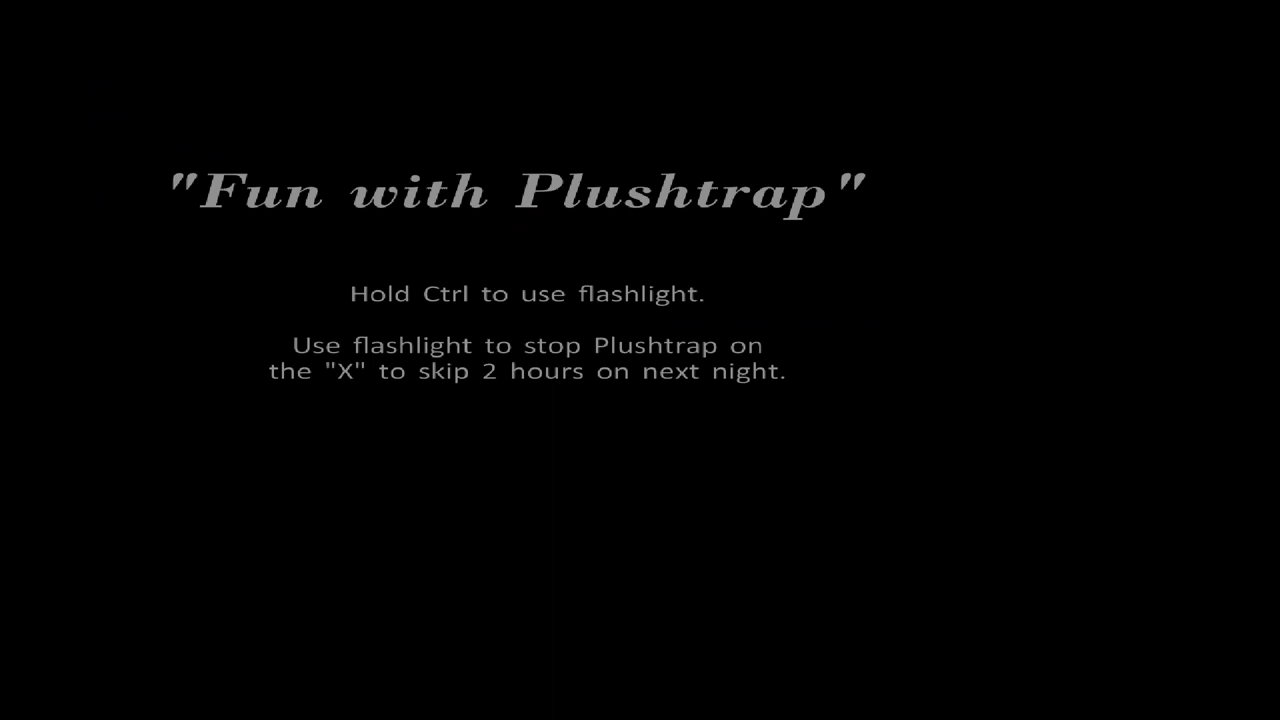 "Fun with Plushtrap"
Hold Ctrl to use flashlight.
Use flashlight to stop Plushtrap on
the "X" to skip 2 hours on next night.